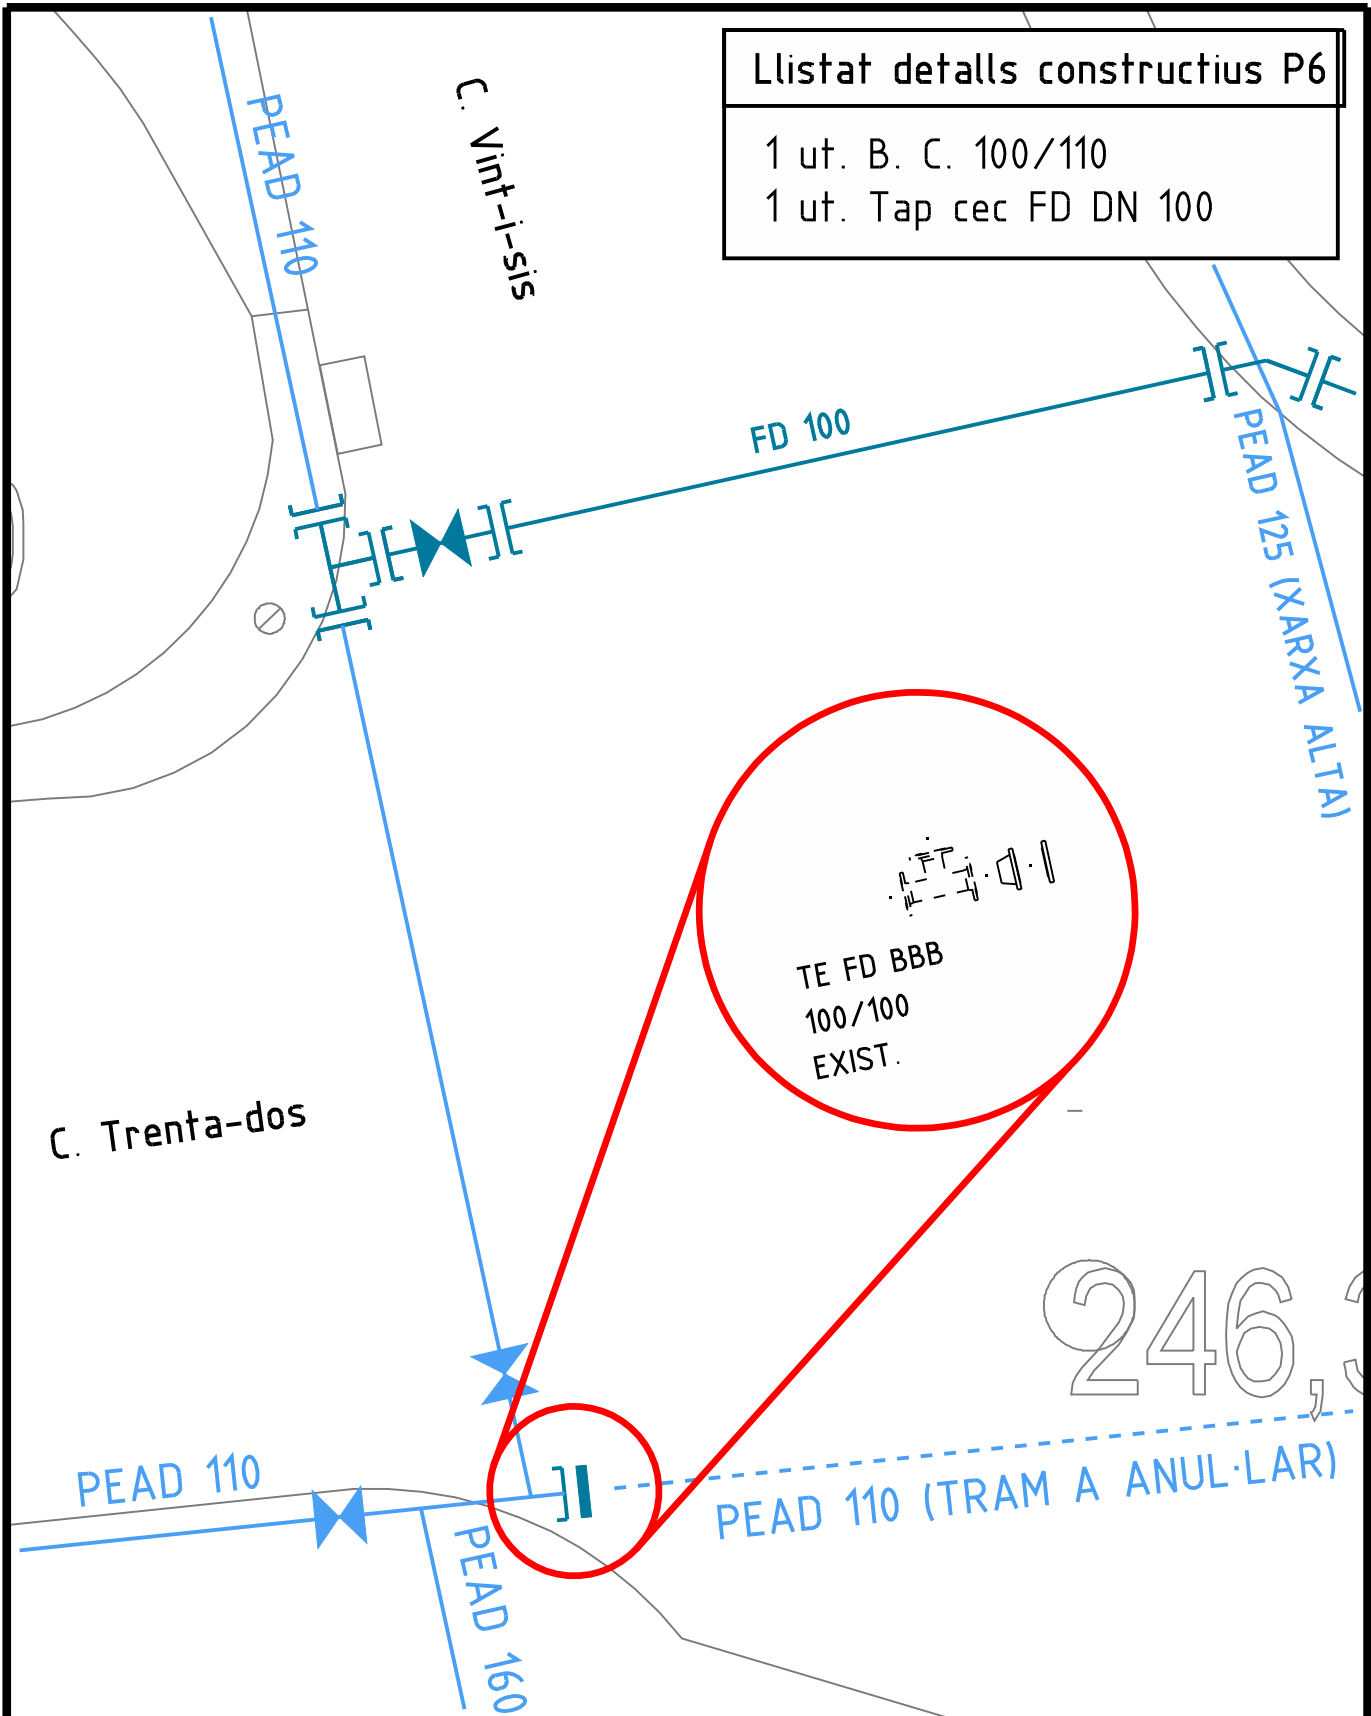 Llistat detalls constructius P6
1 ut. B. C. 100/110
1 ut. Tap cec FD DN 100
C. Vint-i-sis
PEAD 110
FD 100
PEAD 125 (XARXA ALTA)
TE FD BBB
100/100
EXIST.
C. Trenta-dos
246,
PEAD 110
PEAD 110 (TRAM A ANUL·LAR)
PEAD 160